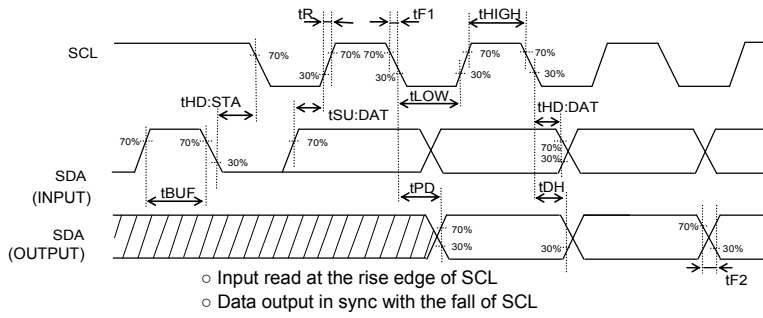 tR tF1 tHIGH
SCL 70% 70% 70% 70% 70%
30% 30% 30% 30%
tHD:STA tSU:DAT tLOW tHD:DAT
70% 70% 30% 70% 70% 30%
SDA
(INPUT)
tBUF tPD tDH
SDA
(OUTPUT)
70% 30% 30% 70% 30%
tF2
○ Input read at the rise edge of SCL
○ Data output in sync with the fall of SCL